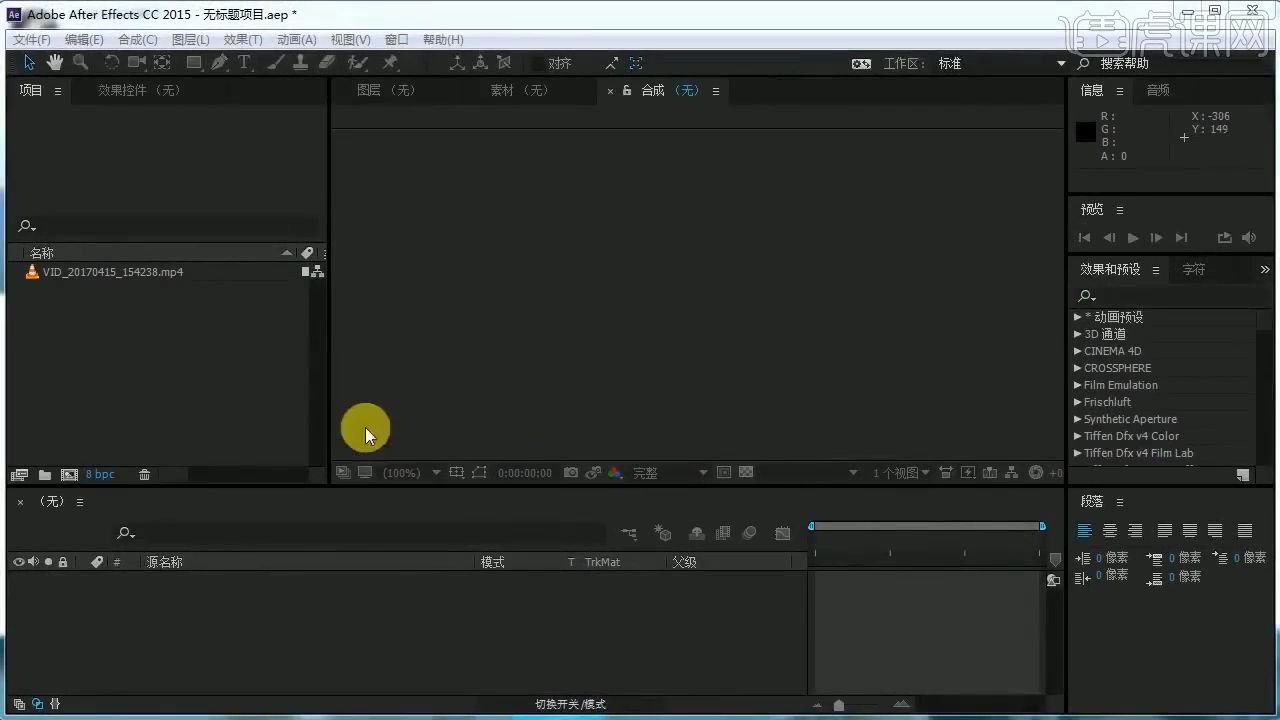 Adobe After Effects CC 2015 - 无标题项目.aep *
虎课网
文件(F) 编辑(E) 合成(C) 图层(L) 效果(T) 动画(A) 视图(V) 窗口 帮助(H)
对齐 工作区: 标准 搜索帮助
项目 效果控件 (无) 图层 (无) 素材 (无) 合成 (无) 信息 音频
R:
G:
B:
A: 0
X: -306
Y: 149
预览
名称
VID_20170415_154238.mp4
效果和预设 字符
* 动画预设
3D 通道
CINEMA 4D
CROSSPHERE
Film Emulation
Frischluft
Synthetic Aperture
Tiffen Dfx v4 Color
Tiffen Dfx v4 Film Lab
8 bpc
(100%) 0:00:00:00 完整 1 个视图 +0
(无)
段落
# 源名称 模式 T TrkMat 父级
0 像素 0 像素 0 像素
0 像素 0 像素
切换开关/模式